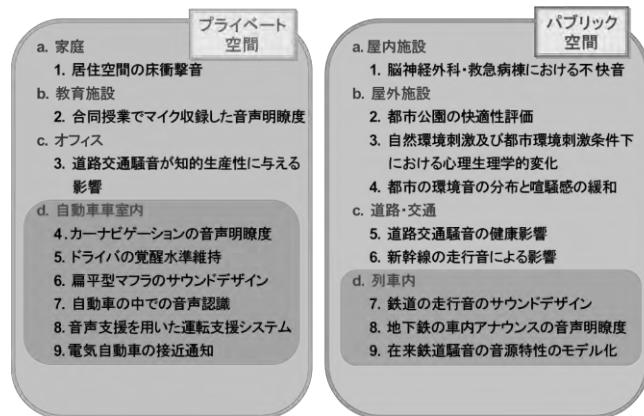 プライベート
空間
a. 家庭
1. 居住空間の床衝撃音
b. 教育施設
2. 合同授業でマイク収録した音声明瞭度
c. オフィス
3. 道路交通騒音が知的生産性に与える
影響
d. 自動車車室内
4.カーナビゲーションの音声明瞭度
5. ドライバの覚醒水準維持
6. 扁平型マフラのサウンドデザイン
7. 自動車の中での音声認識
8. 音声支援を用いた運転支援システム
9. 電気自動車の接近通知
パブリック
空間
a. 屋内施設
1. 脳神経外科・救急病棟における不快音
b. 屋外施設
2. 都市公園の快適性評価
3. 自然環境刺激及び都市環境刺激条件下
における心理生理学的変化
4. 都市の環境音の分布と喧騒感の緩和
c. 道路・交通
5. 道路交通騒音の健康影響
6. 新幹線の走行音による影響
d. 列車内
7. 鉄道の走行音のサウンドデザイン
8. 地下鉄の車内アナウンスの音声明瞭度
9. 在来鉄道騒音の音源特性のモデル化